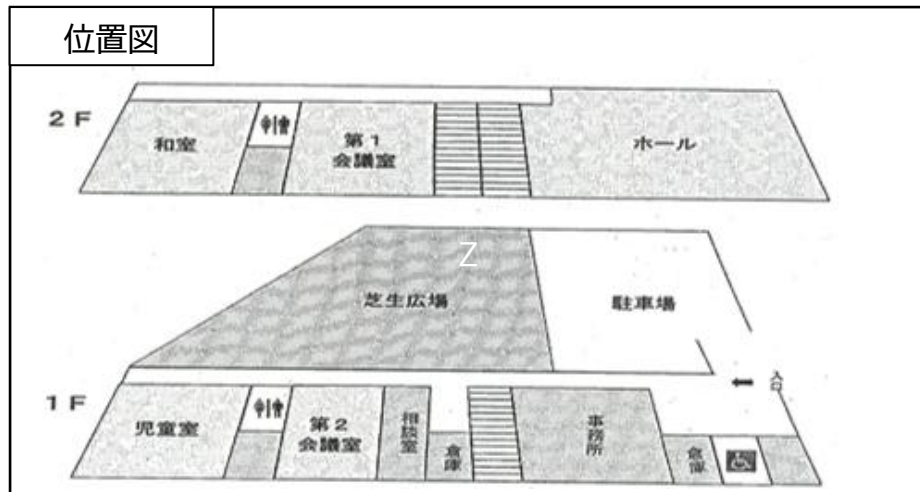 位置図
2F
和室
第1
会議室
ホール
Z
芝生広場
駐車場
入口
1F
児童室
第2
会議室
相談室
倉庫
事務所
倉庫